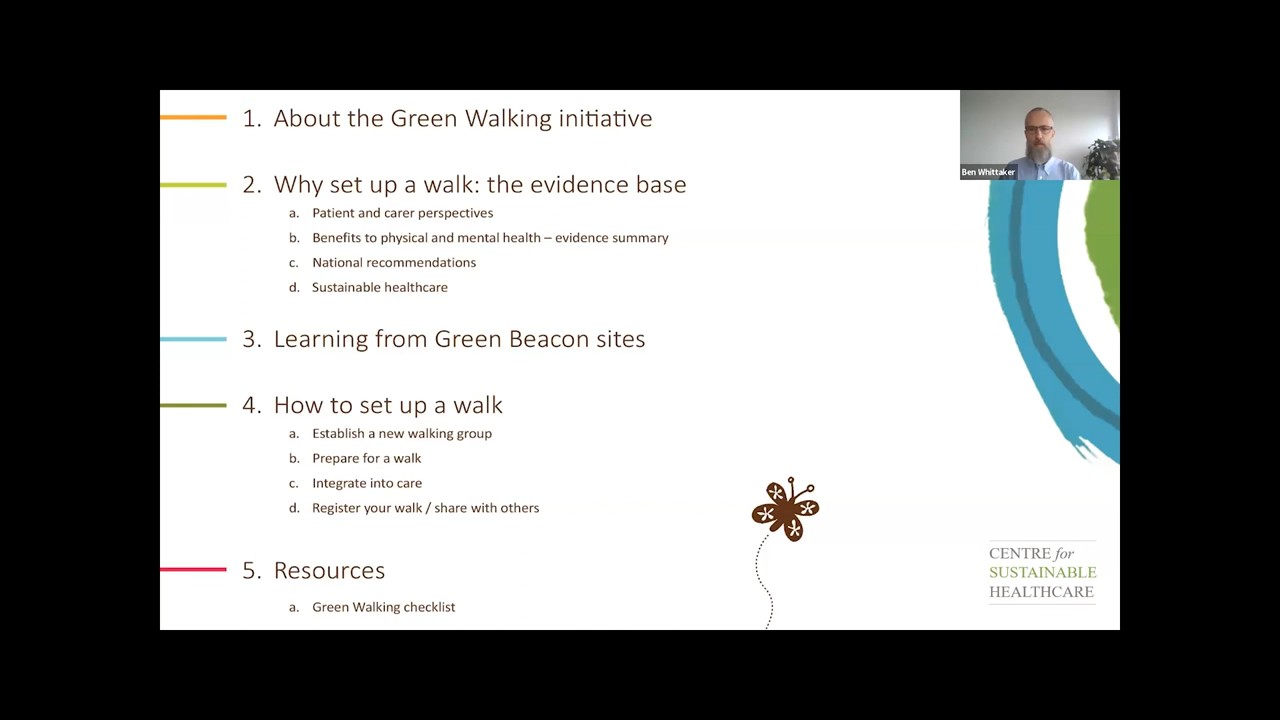 1. About the Green Walking initiative
Ben Whittaker
2. Why set up a walk: the evidence base
a. Patient and carer perspectives
b. Benefits to physical and mental health – evidence summary
c. National recommendations
d. Sustainable healthcare
3. Learning from Green Beacon sites
4. How to set up a walk
a. Establish a new walking group
b. Prepare for a walk
c. Integrate into care
d. Register your walk / share with others
5. Resources
a. Green Walking checklist
CENTRE for
SUSTAINABLE
HEALTHCARE